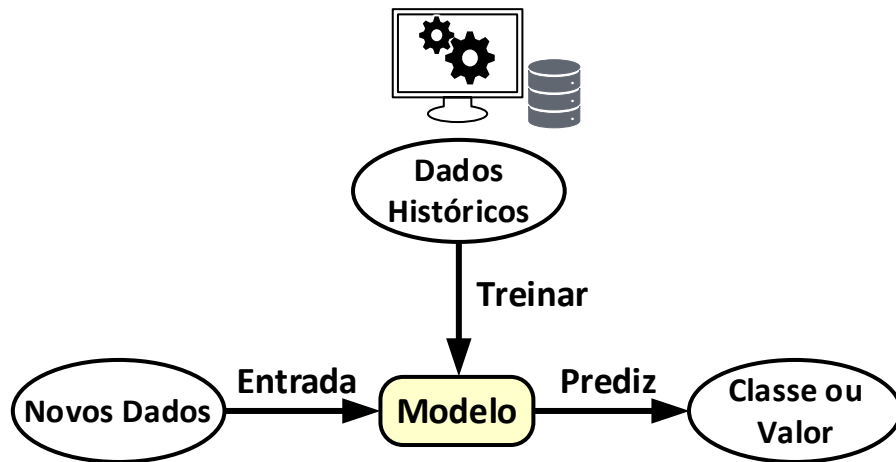 Dados
Históricos
Treinar
Novos Dados
Entrada
Modelo
Prediz
Classe ou
Valor